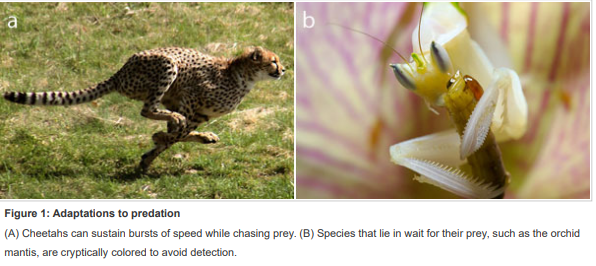 a
b
Figure 1: Adaptations to predation
(A) Cheetahs can sustain bursts of speed while chasing prey. (B) Species that lie in wait for their prey, such as the orchid
mantis, are cryptically colored to avoid detection.